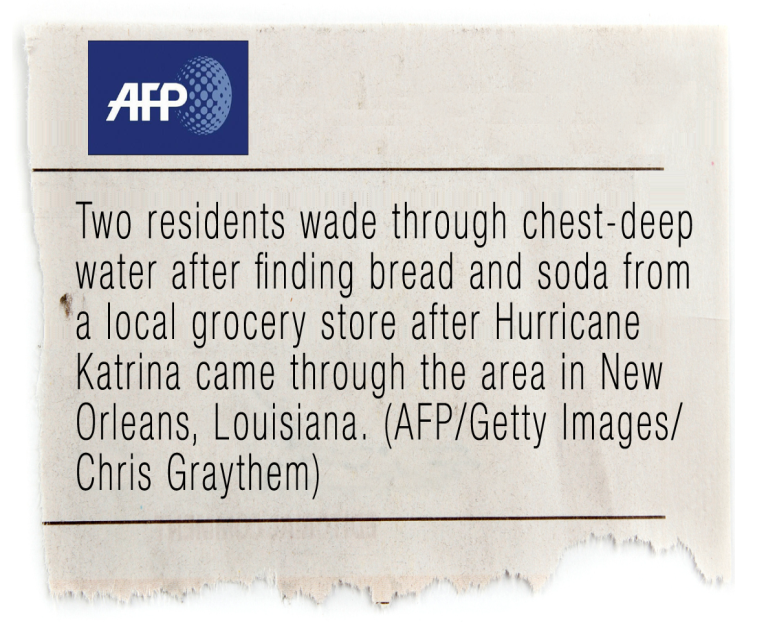 AFP
Two residents wade through chest-deep
water after finding bread and soda from
a local grocery store after Hurricane
Katrina came through the area in New
Orleans, Louisiana. (AFP/Getty Images/
Chris Graythem)